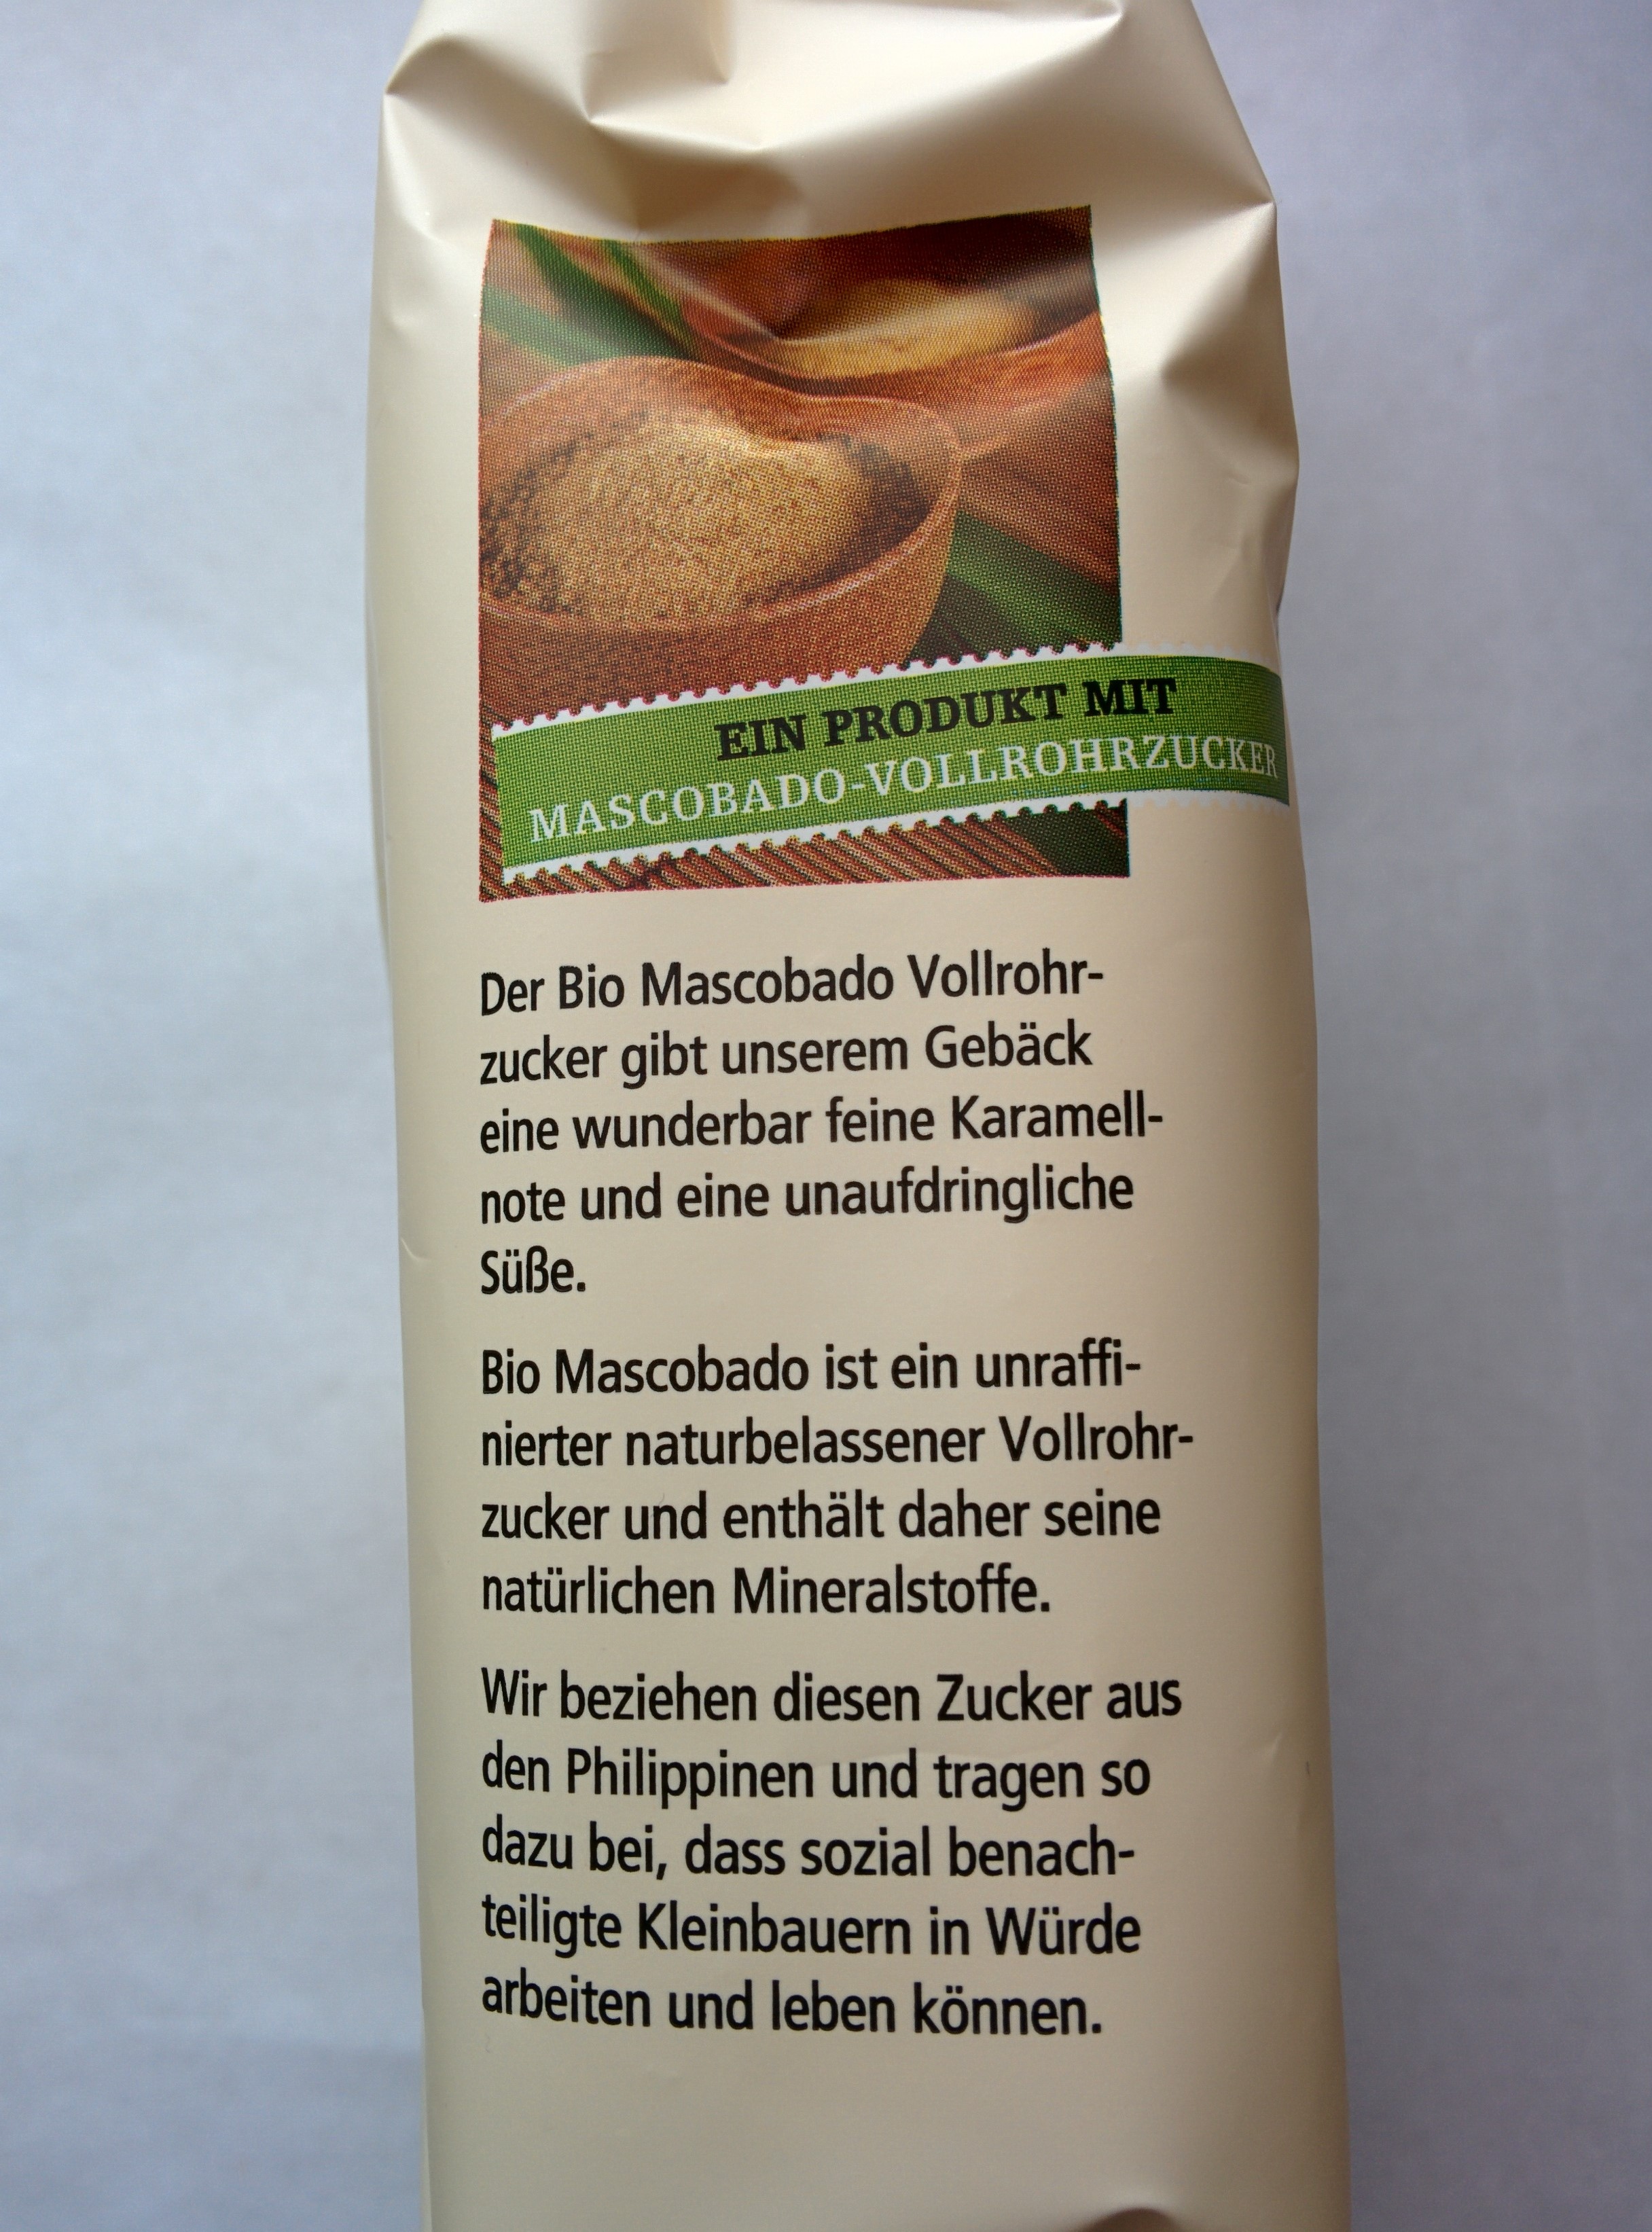 EIN PRODUKT MIT
MASCOBADO-VOLLROHRZUCKER
Der Bio Mascobado Vollrohr-
zucker gibt unserem Gebäck
eine wunderbar feine Karamell-
note und eine unaufdringliche
Süße.
Bio Mascobado ist ein unraffi-
nierter naturbelassener Vollrohr-
zucker und enthält daher seine
natürlichen Mineralstoffe.
Wir beziehen diesen Zucker aus
den Philippinen und tragen so
dazu bei, dass sozial benach-
teiligte Kleinbauern in Würde
arbeiten und leben können.